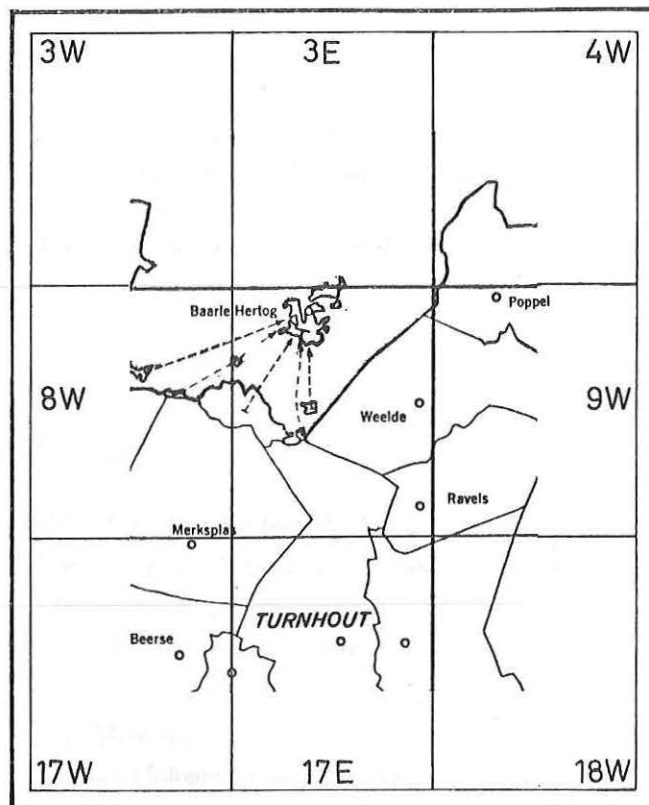 3W 3E 4W
Baarle Hertog
Poppel
8W 9W
Weelde
Ravels
Merksplas
TURNHOUT
Beerse
17W 17E 18W